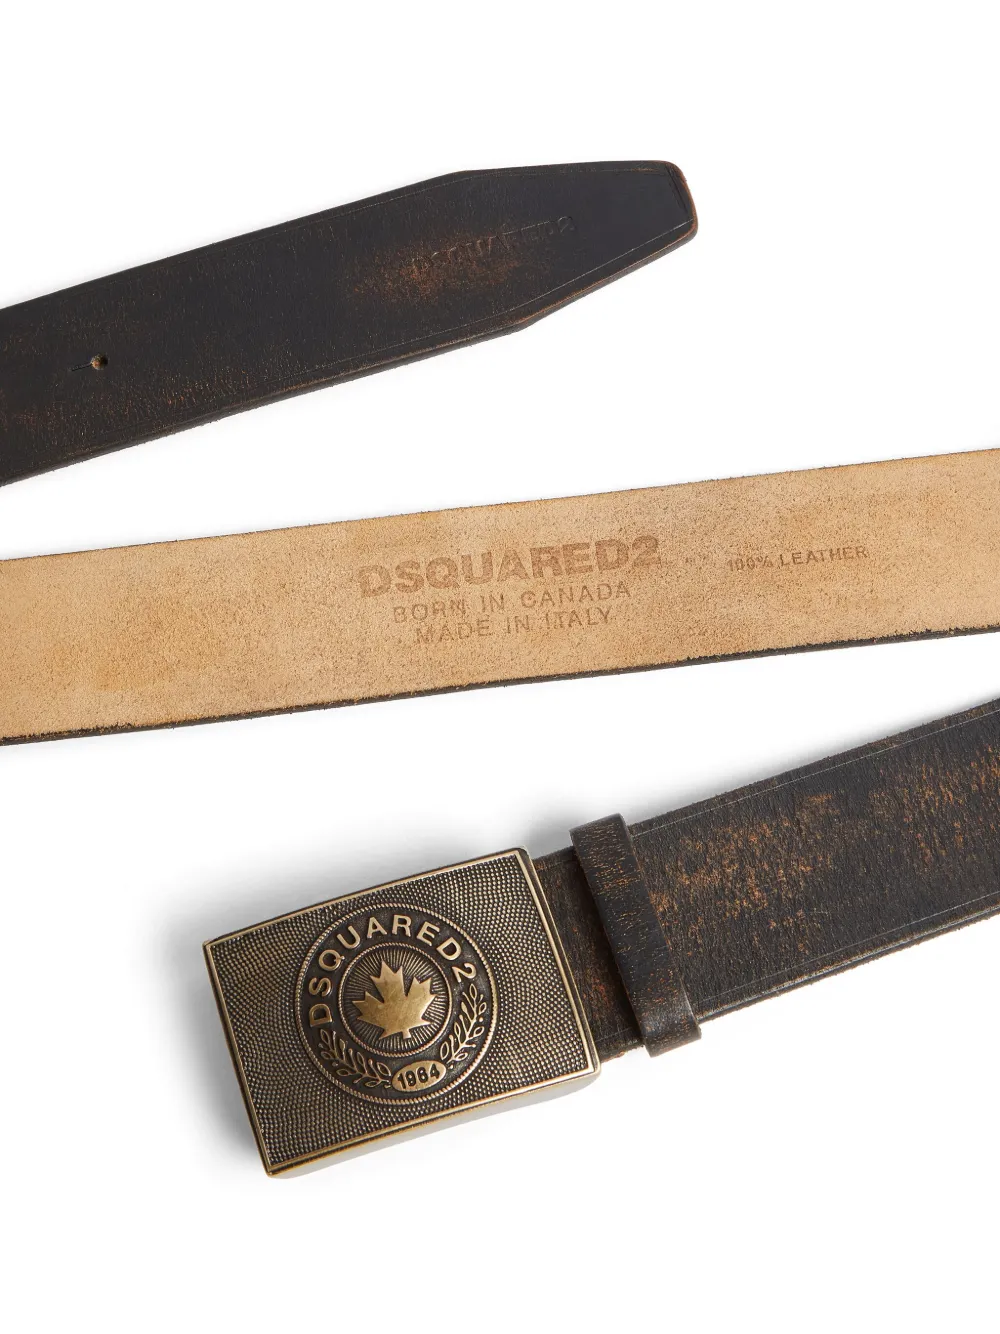 DSQUARED2
DSQUARED2
100% LEATHER
BORN IN CANADA
MADE IN ITALY
DSQUARED2
1964